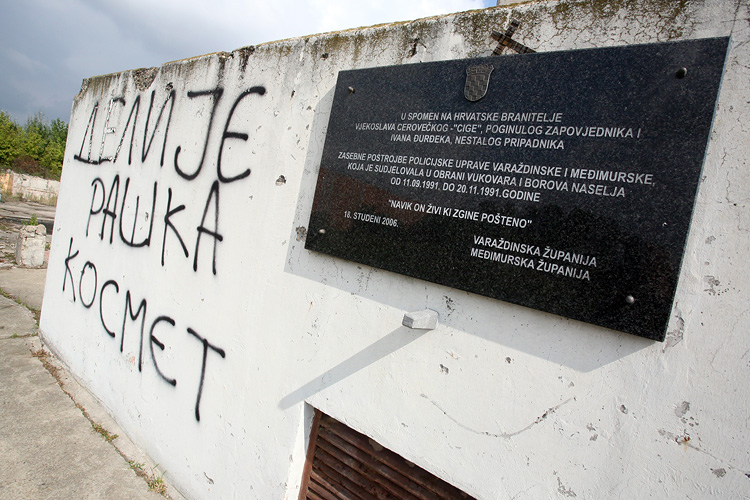 ДЕЛИЈЕ
РАШКА
КОСМЕТ
U SPOMEN NA HRVATSKE BRANITELJE
VJEKOSLAVA CEROVEČKOG -"CIGE", POGINULOG ZAPOVJEDNIKA I
IVANA ĐURĐEKA, NESTALOG PRIPADNIKA
ZASEBNE POSTROJBE POLICIJSKE UPRAVE VARAŽDINSKE I MEĐIMURSKE,
KOJA JE SUDJELOVALA U OBRANI VUKOVARA I BOROVA NASELJA
OD 11.09.1991. DO 20.11.1991.GODINE
"NAVIK ON ŽIVI KI ZGINE POŠTENO"
18. STUDENI 2006.
VARAŽDINSKA ŽUPANIJA
MEĐIMURSKA ŽUPANIJA